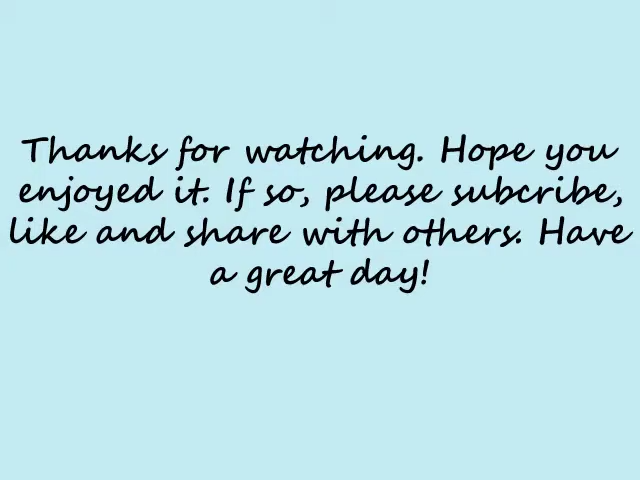 Thanks for watching. Hope you
enjoyed it. If so, please subcribe,
like and share with others. Have
a great day!